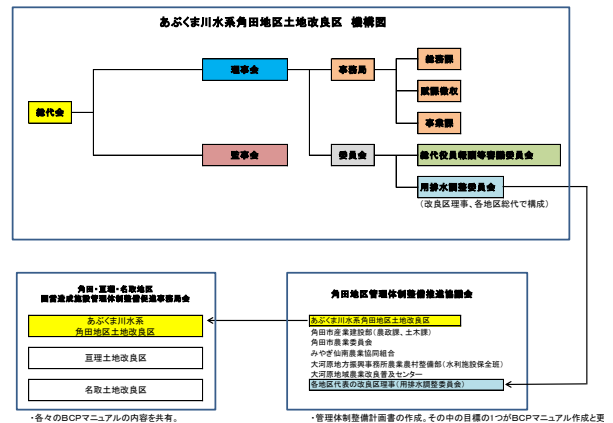 あぶくま川水系角田地区土地改良区 機構図
総代会
理事会
監事会
事務局
委員会
総務課
賦課徴収
事業課
総代役員報酬等審議委員会
用排水調整委員会
(改良区理事、各地区総代で構成)
角田・亘理・名取地区
国営造成施設管理体制整備促進事務局会
あぶくま川水系
角田地区土地改良区
亘理土地改良区
名取土地改良区
・各々のBCPマニュアルの内容を共有。
角田地区管理体制整備推進協議会
あぶくま川水系角田地区土地改良区
角田市産業建設部(農政課、土木課)
角田市農業委員会
みやぎ仙南農業協同組合
大河原地方振興事務所農業農村整備部(水利施設保全班)
大河原地域農業改良普及センター
各地区代表の改良区理事(用排水調整委員会)
・管理体制整備計画書の作成。その中の目標の1つがBCPマニュアル作成と更